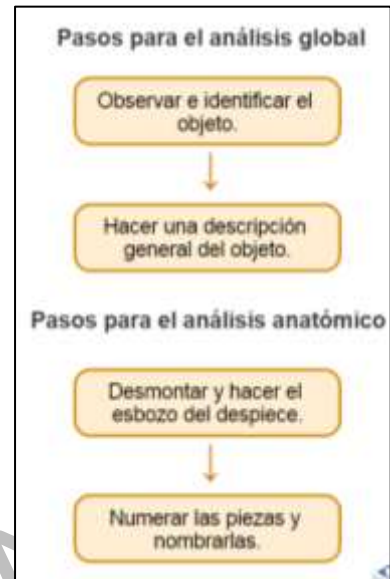 Pasos para el análisis global
Observar e identificar el
objeto.
Hacer una descripción
general del objeto.
Pasos para el análisis anatómico
Desmontar y hacer el
esbozo del despiece.
Numerar las piezas y
nombrarlas.